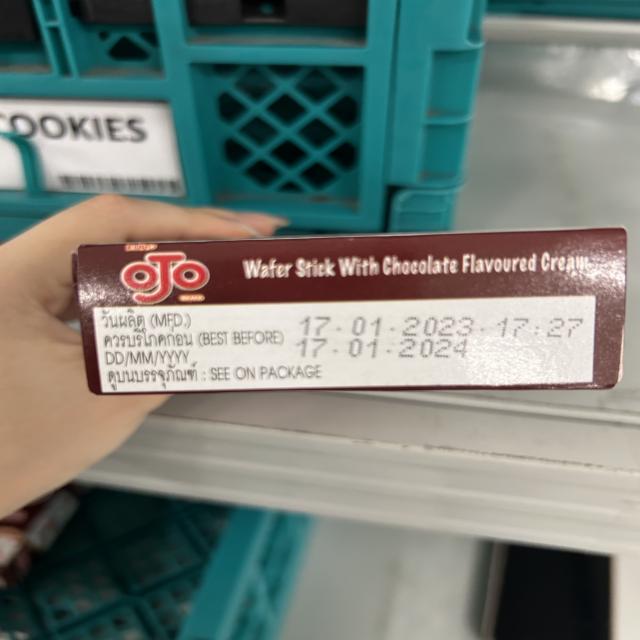 COOKIES
OJO
Wafer Stick With Chocolate Flavoured Cream
วันผลิต (MFD.) 17.01.2023.17:27
ควรบริโภคก่อน (BEST BEFORE) 17.01.2024
DD/MM/YYYY
ดูบนบรรจุภัณฑ์ : SEE ON PACKAGE